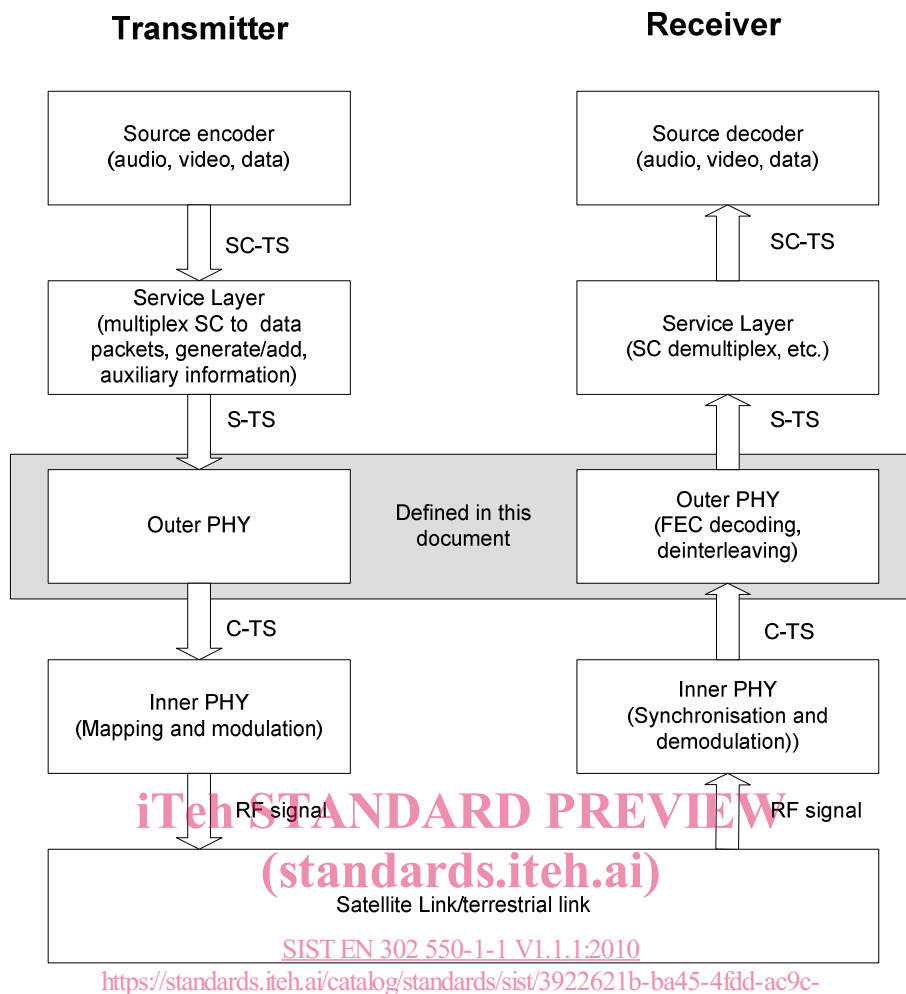 Transmitter
Receiver
Source encoder
(audio, video, data)
Source decoder
(audio, video, data)
SC-TS
SC-TS
Service Layer
(multiplex SC to data
packets, generate/add,
auxiliary information)
Service Layer
(SC demultiplex, etc.)
S-TS
S-TS
Outer PHY
Defined in this
document
Outer PHY
(FEC decoding,
deinterleaving)
C-TS
C-TS
Inner PHY
(Mapping and modulation)
Inner PHY
(Synchronisation and
demodulation))
RF signal
RF signal
iTeh STANDARD PREVIEW
(standards.iteh.ai)
Satellite Link/terrestrial link
SIST EN 302 550-1-1 V1.1.1:2010
https://standards.iteh.ai/catalog/standards/sist/3922621b-ba45-4fdd-ac9c-